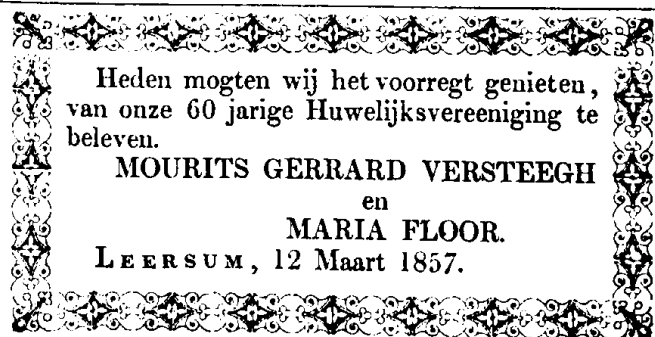 Heden mogten wij het voorregt genieten,
van onze 60 jarige Huwelijksvereeniging te
beleven.
MOURITS GERRARD VERSTEEGH
en
MARIA FLOOR.
LEERSUM, 12 Maart 1857.